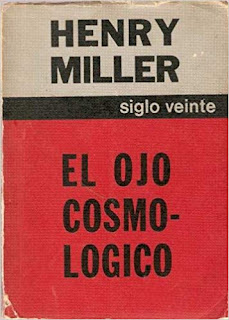 HENRY
MILLER
siglo veinte
EL OJO
COSMO-
LOGICO